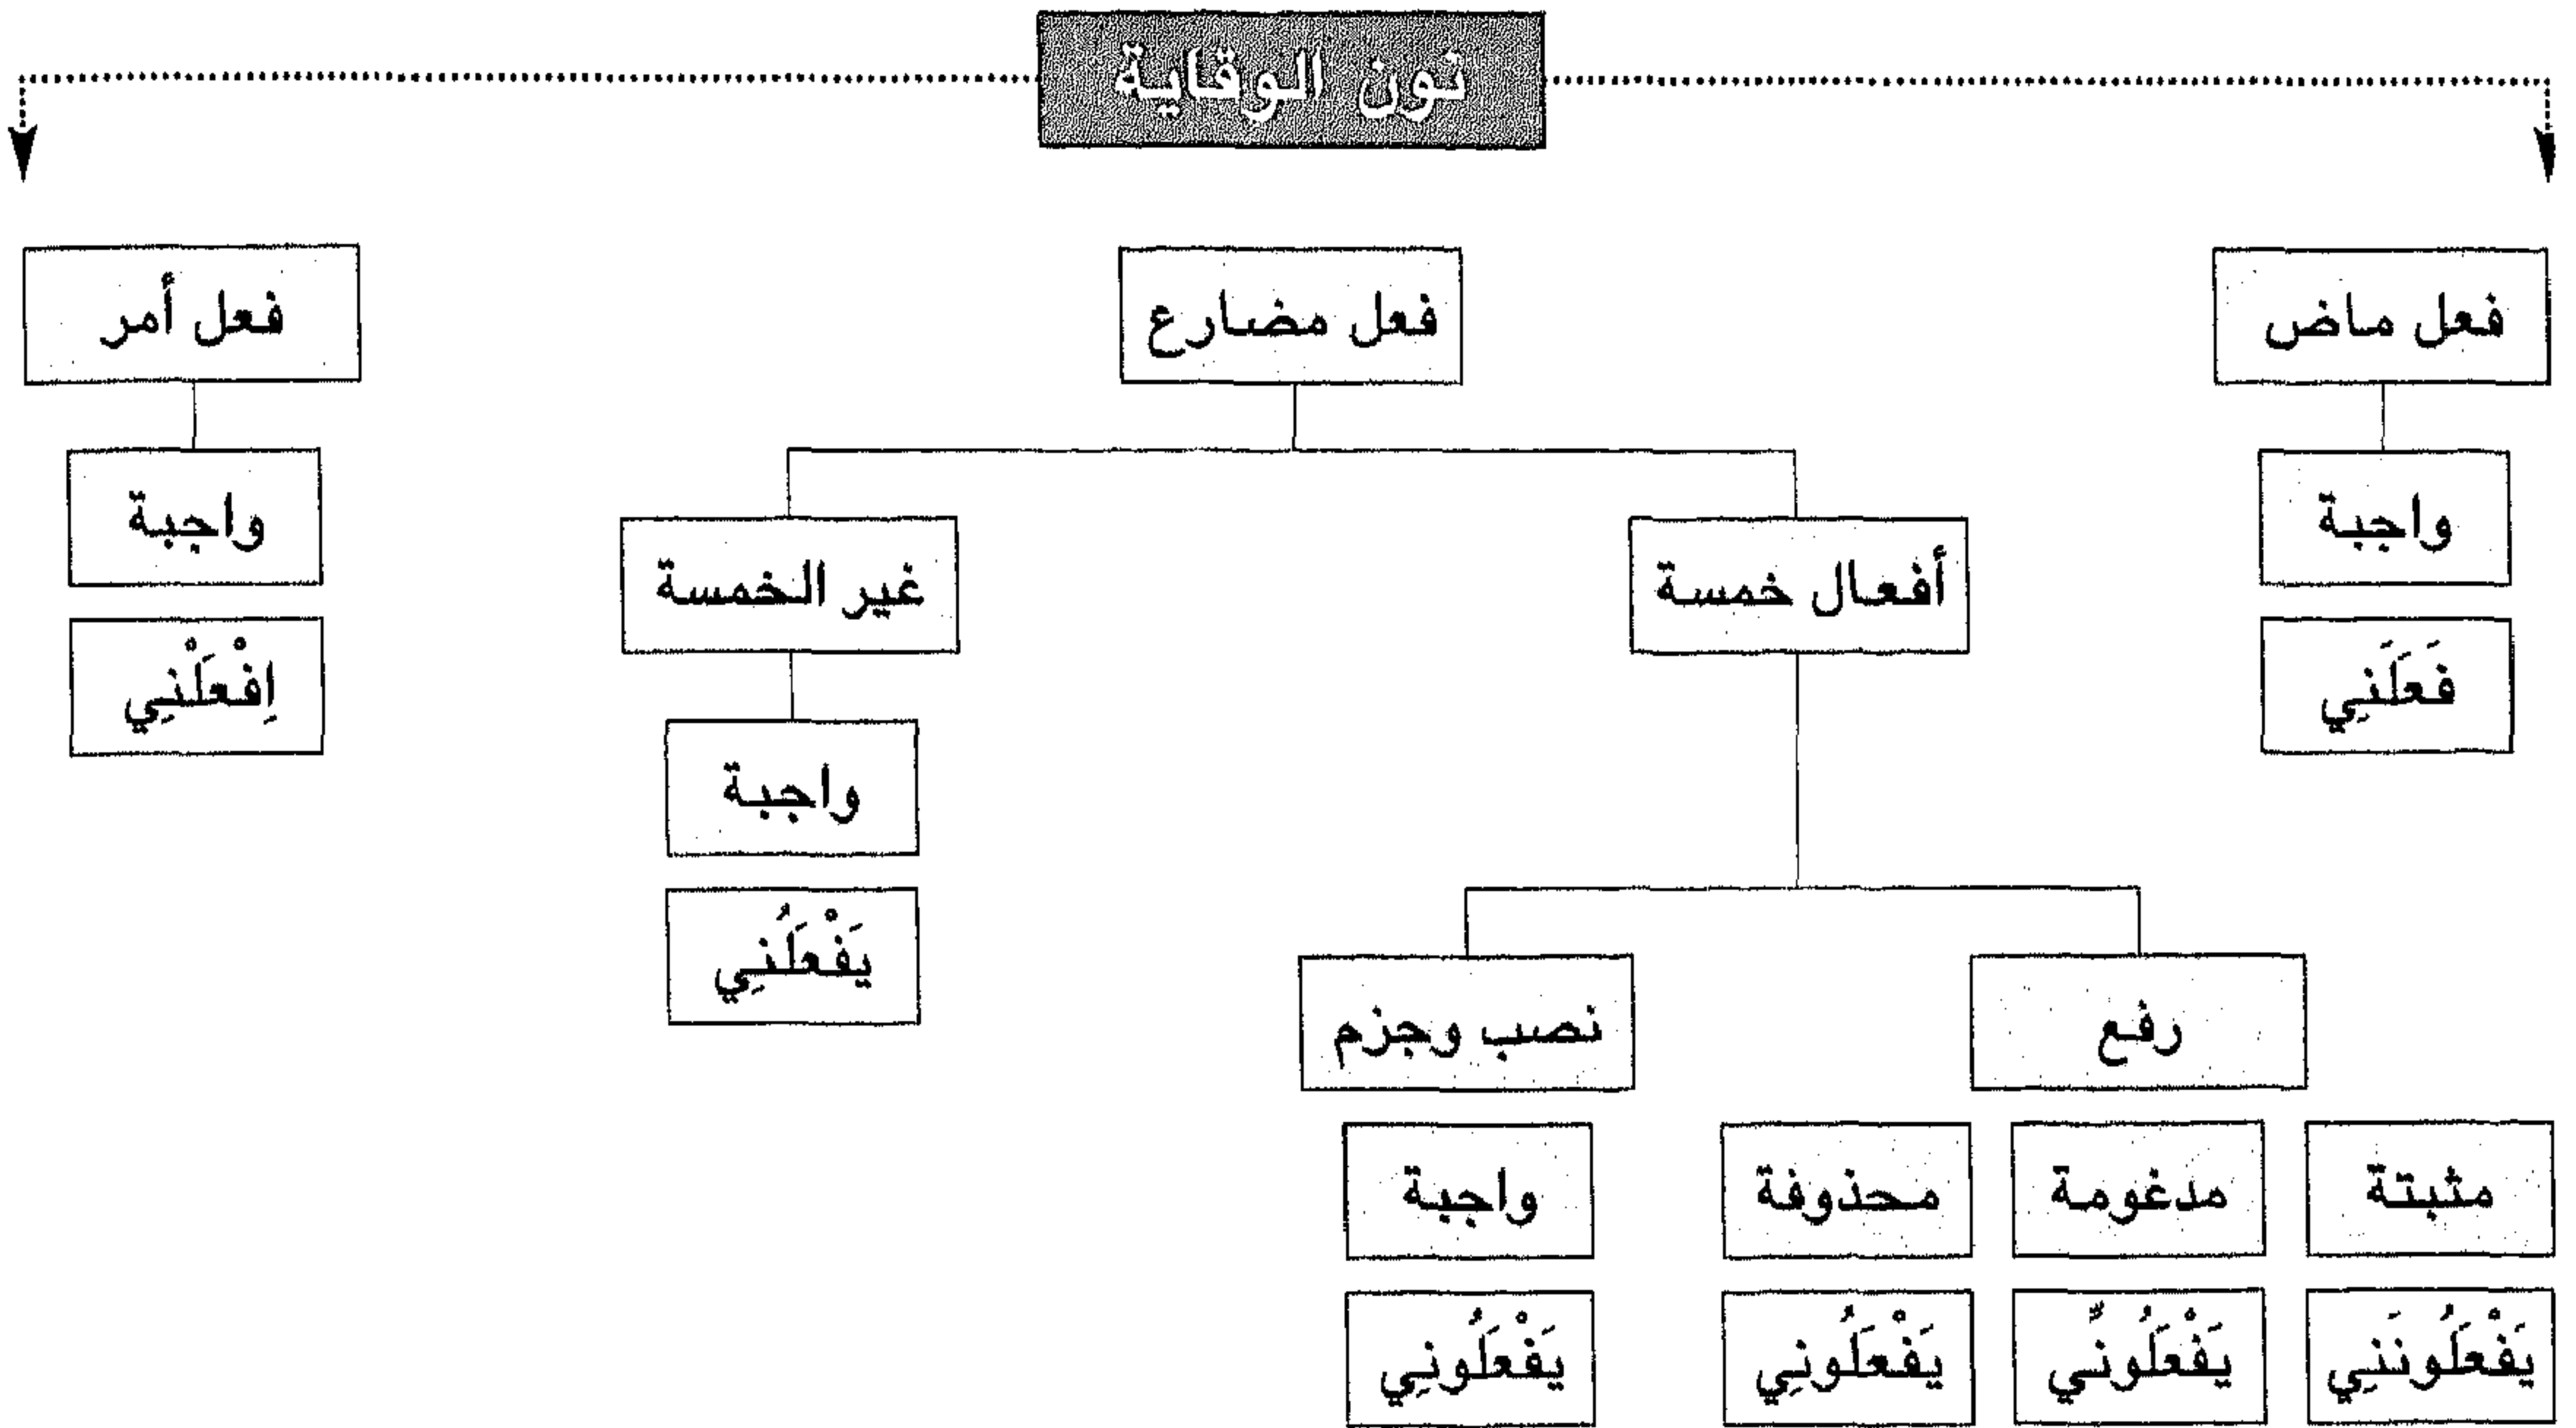 نون الوقاية
فعل ماض
فعل مضارع
فعل أمر
واجبة
واجبة
أفعال خمسة
غير الخمسة
فَعَلَنِي
اِفْعَلْنِي
واجبة
يَفْعَلُنِي
رفع
نصب وجزم
مثبتة
مدغومة
محذوفة
واجبة
يَفْعَلُونَنِي
يَفْعَلُونِّي
يَفْعَلُونِي
يَفْعَلُونِي